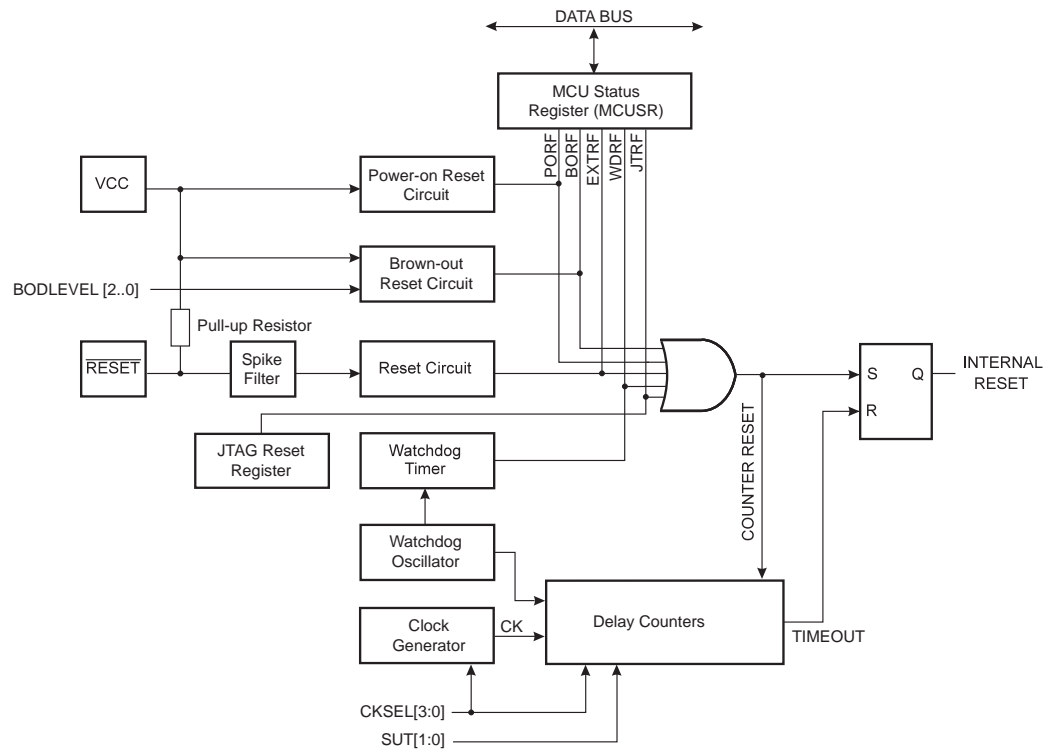 DATA BUS
MCU Status
Register (MCUSR)
PORF
BORF
EXTRF
WDRF
JTRF
VCC
Power-on Reset
Circuit
Brown-out
Reset Circuit
BODLEVEL [2..0]
Pull-up Resistor
RESET
Spike
Filter
Reset Circuit
S
Q
R
INTERNAL
RESET
JTAG Reset
Register
Watchdog
Timer
COUNTER RESET
Watchdog
Oscillator
Clock
Generator
CK
Delay Counters
TIMEOUT
CKSEL[3:0]
SUT[1:0]